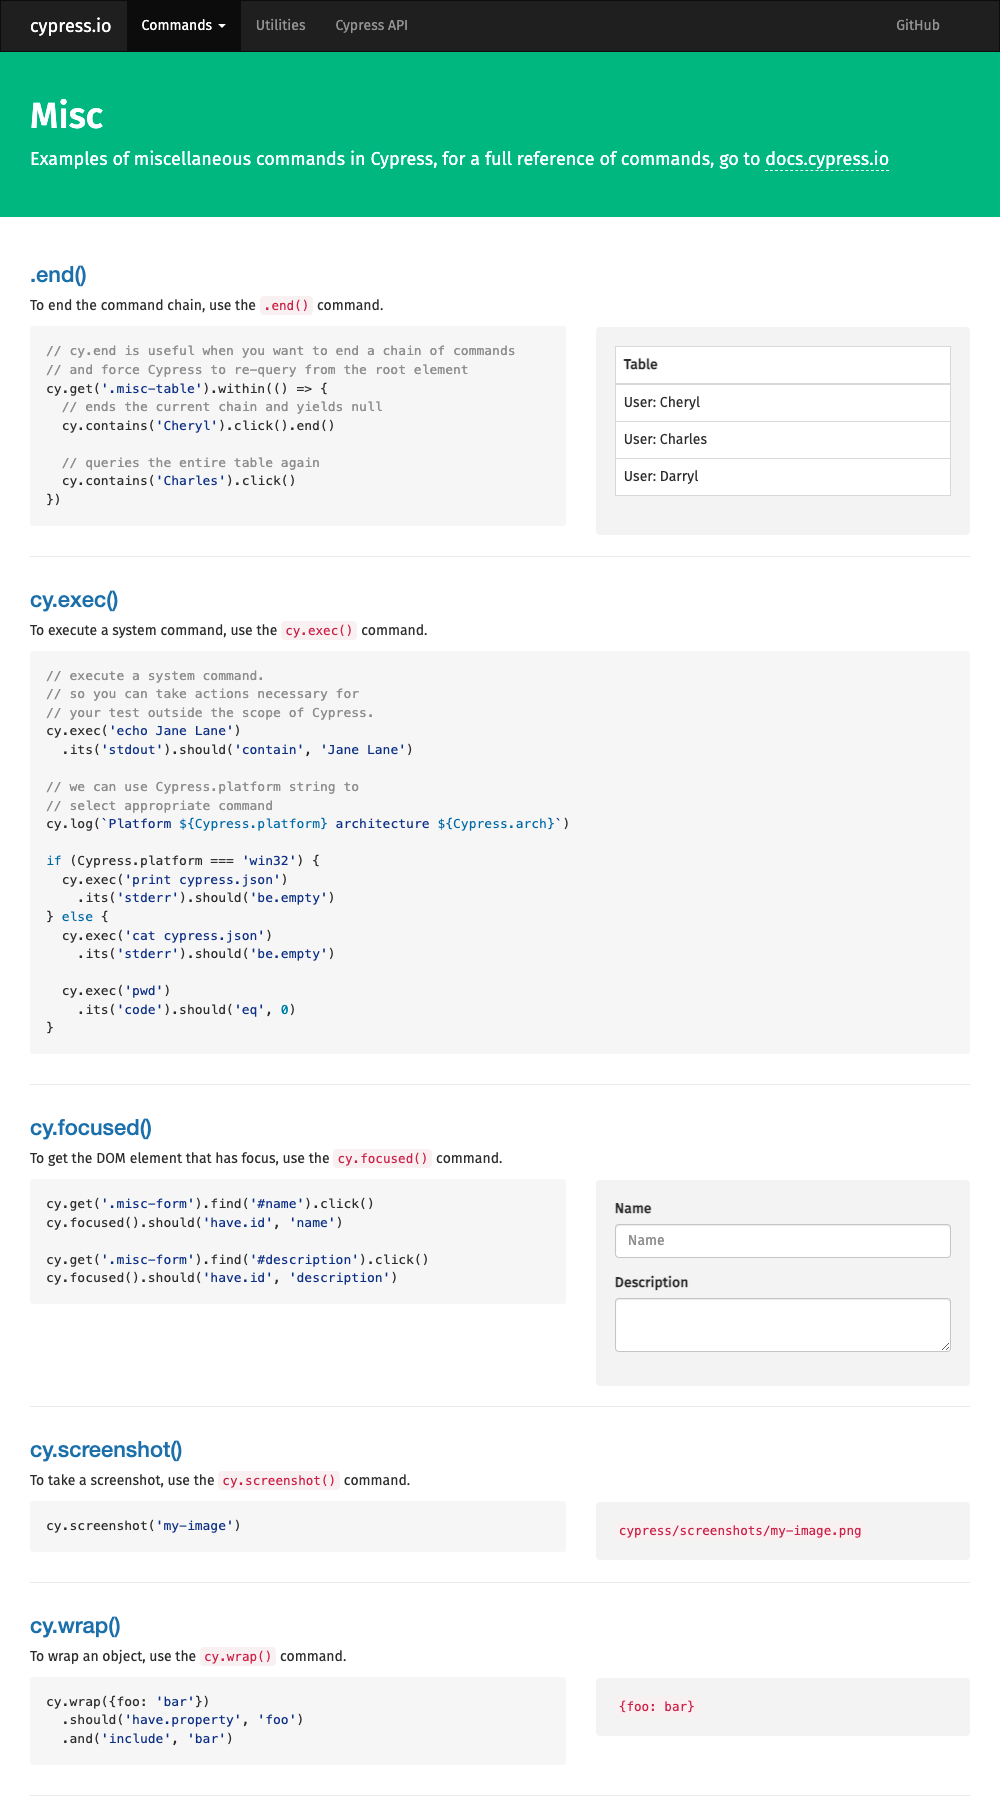 cypress.io Commands Utilities Cypress API GitHub
Misc
Examples of miscellaneous commands in Cypress, for a full reference of commands, go to docs.cypress.io
.end()
To end the command chain, use the .end() command.
// cy.end is useful when you want to end a chain of commands
// and force Cypress to re-query from the root element
cy.get('.misc-table').within(() => {
  // ends the current chain and yields null
  cy.contains('Cheryl').click().end()

  // queries the entire table again
  cy.contains('Charles').click()
})
Table
User: Cheryl
User: Charles
User: Darryl
cy.exec()
To execute a system command, use the cy.exec() command.
// execute a system command.
// so you can take actions necessary for
// your test outside the scope of Cypress.
cy.exec('echo Jane Lane')
  .its('stdout').should('contain', 'Jane Lane')

// we can use Cypress.platform string to
// select appropriate command
cy.log(`Platform ${Cypress.platform} architecture ${Cypress.arch}`)

if (Cypress.platform === 'win32') {
  cy.exec('print cypress.json')
    .its('stderr').should('be.empty')
} else {
  cy.exec('cat cypress.json')
    .its('stderr').should('be.empty')

  cy.exec('pwd')
    .its('code').should('eq', 0)
}
cy.focused()
To get the DOM element that has focus, use the cy.focused() command.
cy.get('.misc-form').find('#name').click()
cy.focused().should('have.id', 'name')

cy.get('.misc-form').find('#description').click()
cy.focused().should('have.id', 'description')
Name
Name
Description
cy.screenshot()
To take a screenshot, use the cy.screenshot() command.
cy.screenshot('my-image')
cypress/screenshots/my-image.png
cy.wrap()
To wrap an object, use the cy.wrap() command.
cy.wrap({foo: 'bar'})
  .should('have.property', 'foo')
  .and('include', 'bar')
{foo: bar}